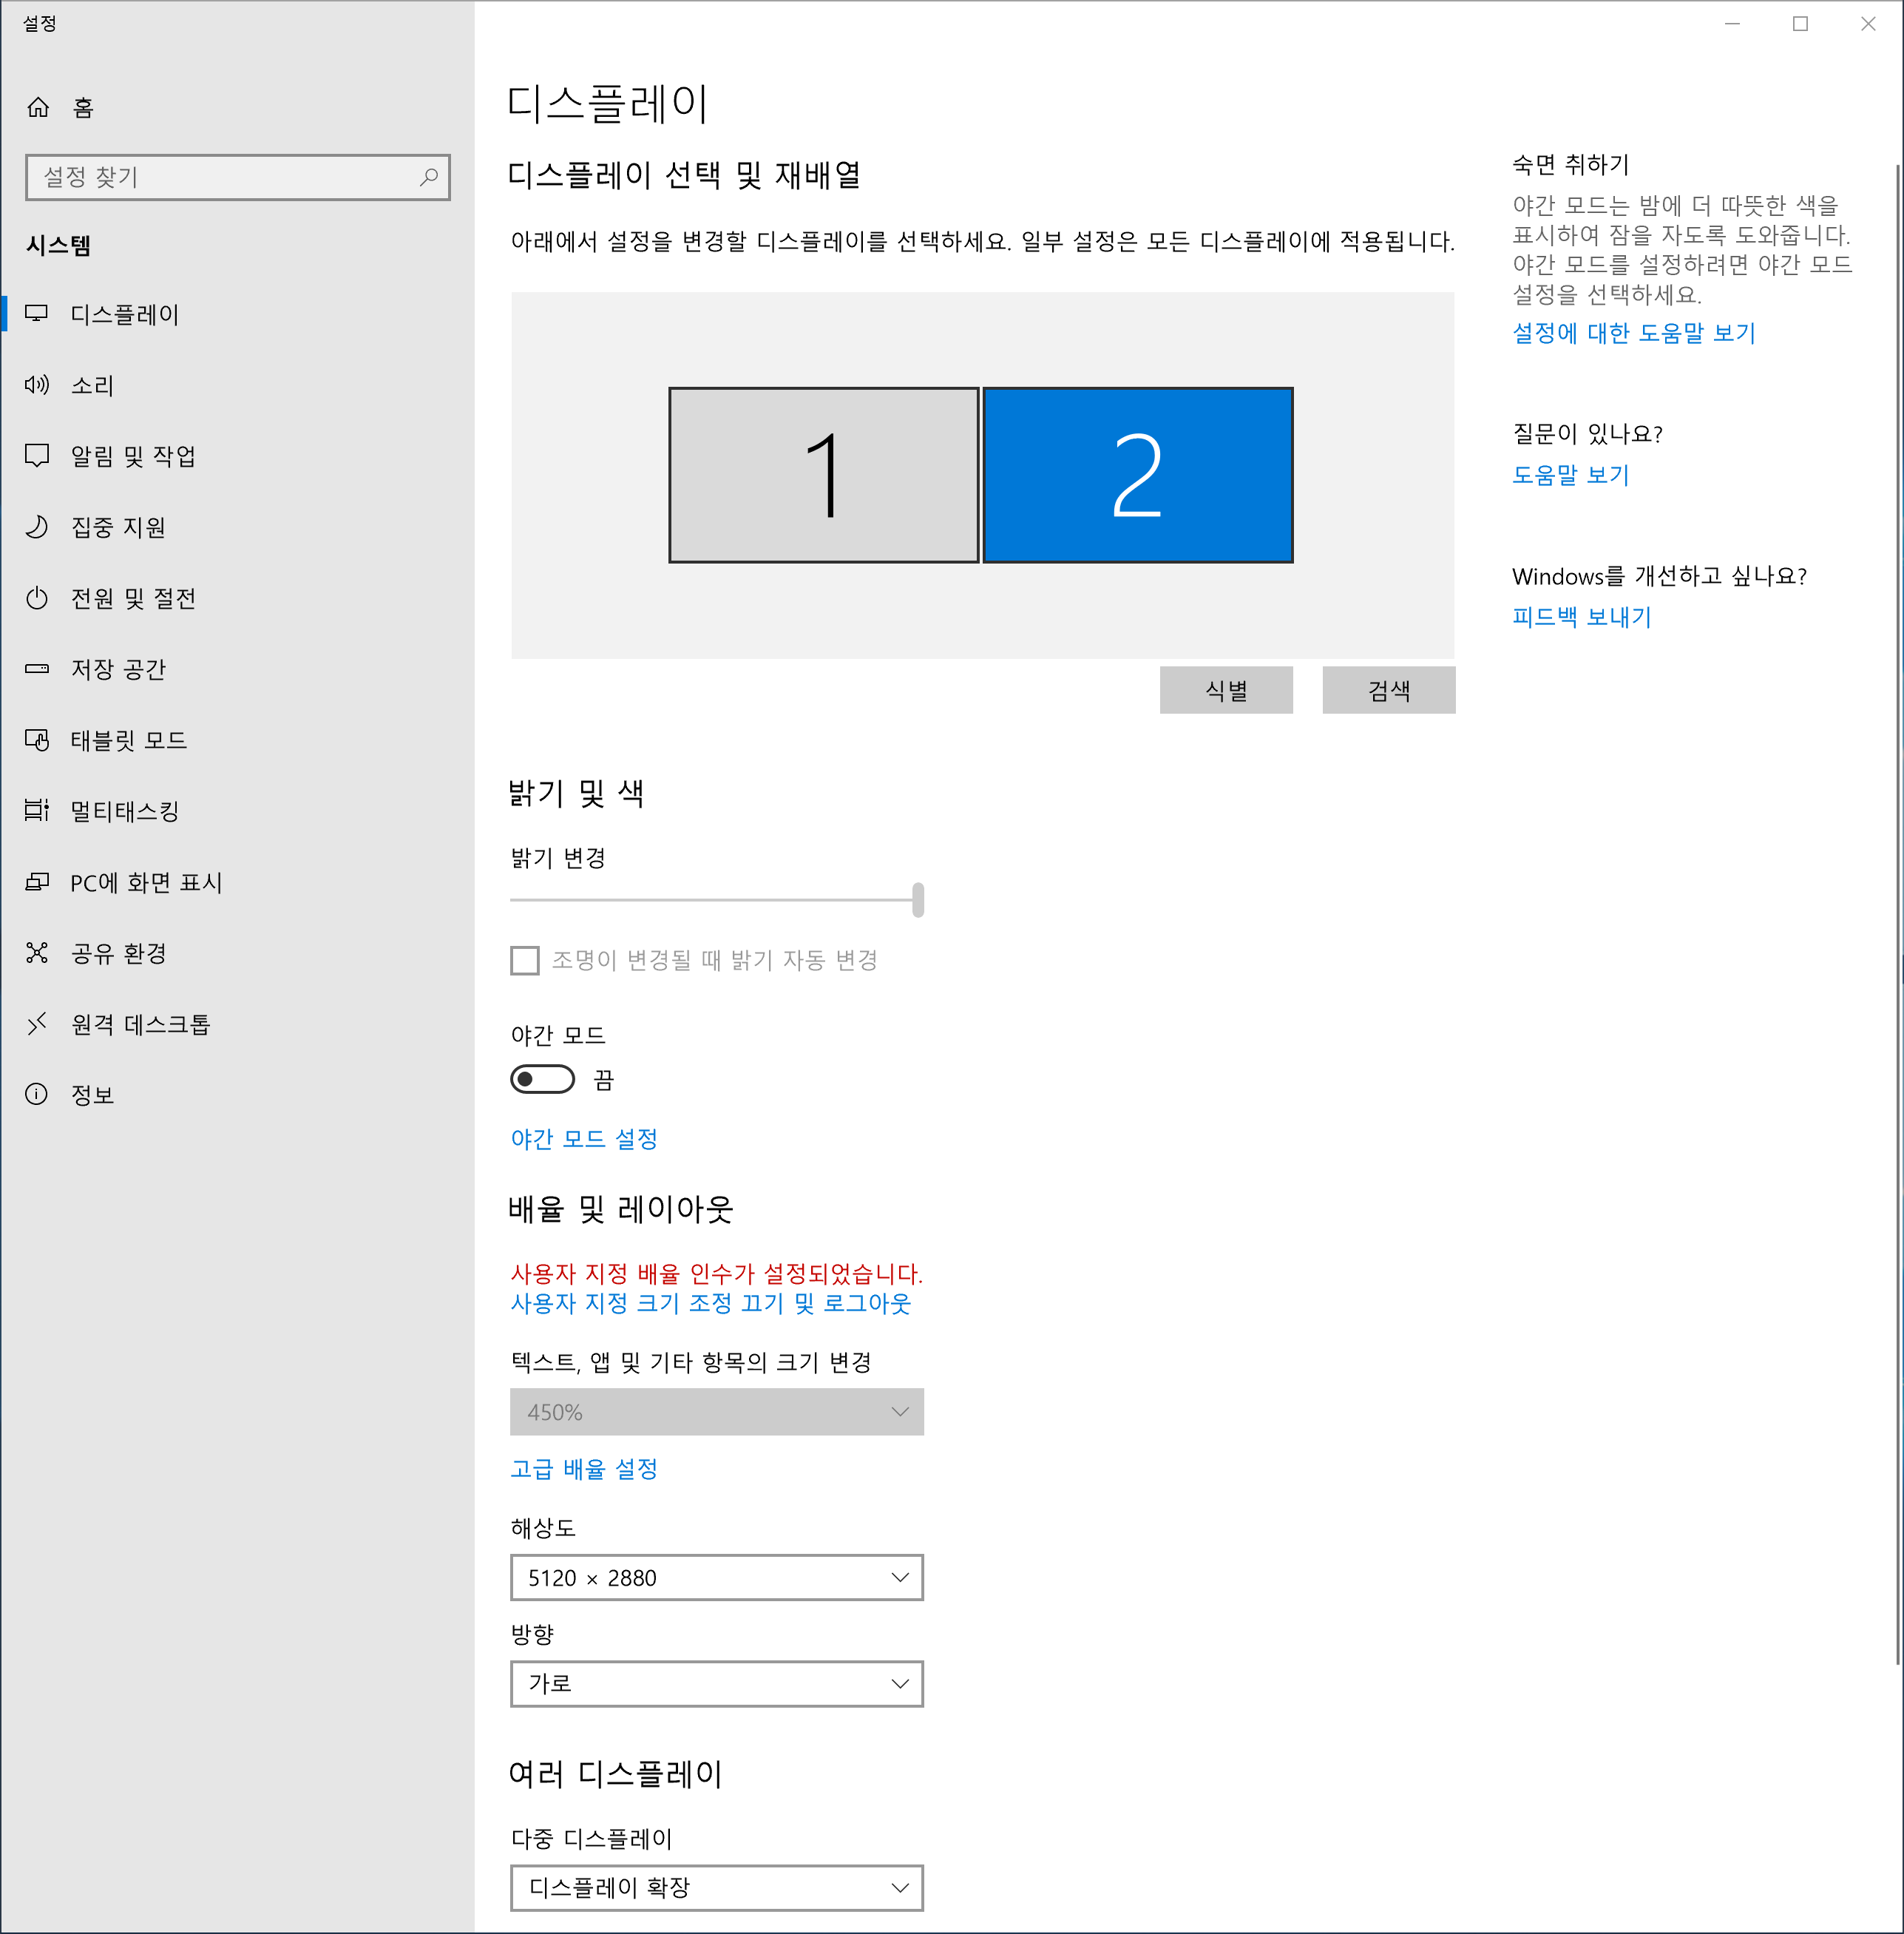 설정
홈
설정 찾기
시스템
디스플레이
소리
알림 및 작업
집중 지원
전원 및 절전
저장 공간
태블릿 모드
멀티태스킹
PC에 화면 표시
공유 환경
원격 데스크톱
정보
디스플레이
디스플레이 선택 및 재배열
아래에서 설정을 변경할 디스플레이를 선택하세요. 일부 설정은 모든 디스플레이에 적용됩니다.
1
2
식별
검색
밝기 및 색
밝기 변경
조명이 변경될 때 밝기 자동 변경
야간 모드
끔
야간 모드 설정
배율 및 레이아웃
사용자 지정 배율 인수가 설정되었습니다.
사용자 지정 크기 조정 끄기 및 로그아웃
텍스트, 앱 및 기타 항목의 크기 변경
450%
고급 배율 설정
해상도
5120 × 2880
방향
가로
여러 디스플레이
다중 디스플레이
디스플레이 확장
숙면 취하기
야간 모드는 밤에 더 따뜻한 색을
표시하여 잠을 자도록 도와줍니다.
야간 모드를 설정하려면 야간 모드
설정을 선택하세요.
설정에 대한 도움말 보기
질문이 있나요?
도움말 보기
Windows를 개선하고 싶나요?
피드백 보내기